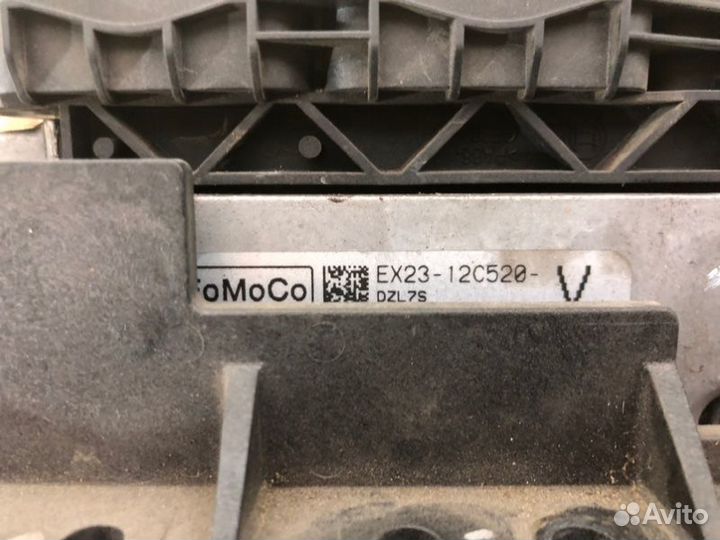 FoMoCo
EX23-12C520-
DZL7S
V
Avito